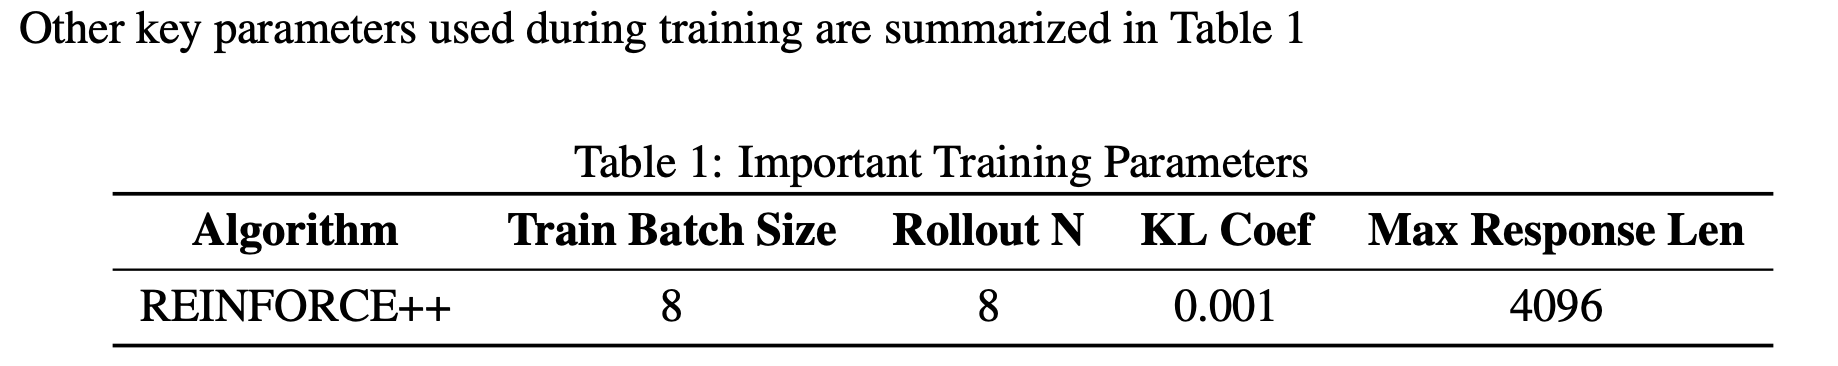 Other key parameters used during training are summarized in Table 1
Table 1: Important Training Parameters
Algorithm Train Batch Size Rollout N KL Coef Max Response Len
REINFORCE++ 8 8 0.001 4096